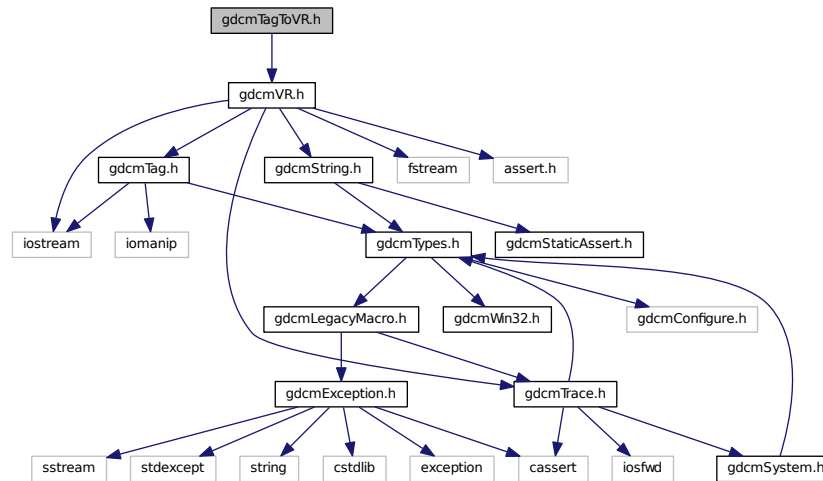 gdcmTagToVR.h
gdcmVR.h
gdcmTag.h
gdcmString.h
fstream
assert.h
iostream
iomanip
gdcmTypes.h
gdcmStaticAssert.h
gdcmLegacyMacro.h
gdcmWin32.h
gdcmConfigure.h
gdcmException.h
gdcmTrace.h
sstream
stdexcept
string
cstdlib
exception
cassert
iosfwd
gdcmSystem.h